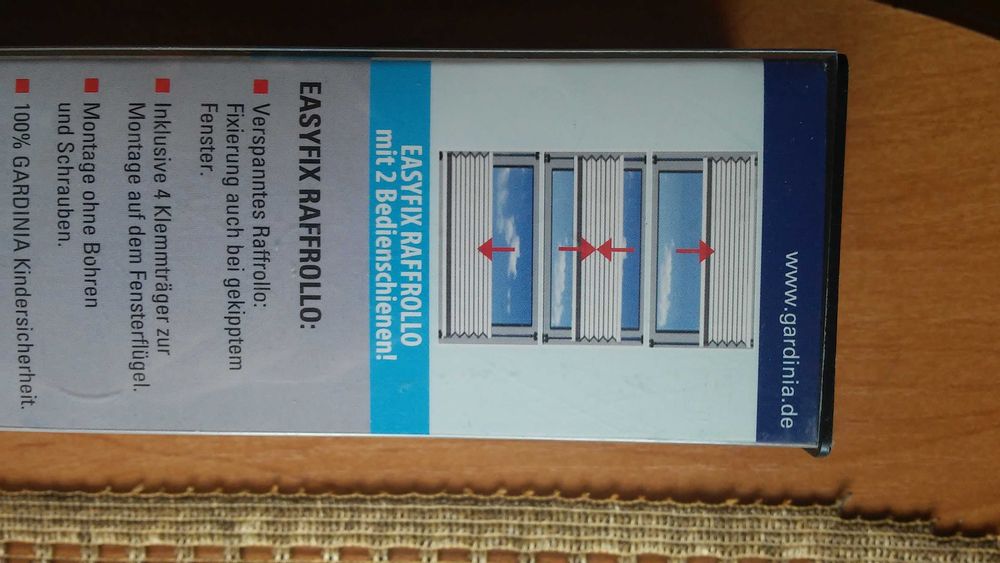 www.gardinia.de
EASYFIX RAFFROLLO
mit 2 Bedienschienen!
EASYFIX RAFFROLLO:
Verspanntes Raffrollo:
Fixierung auch bei gekipptem
Fenster.
Inklusive 4 Klemmträger zur
Montage auf dem Fensterflügel.
Montage ohne Bohren
und Schrauben.
100% GARDINIA Kindersicherheit.